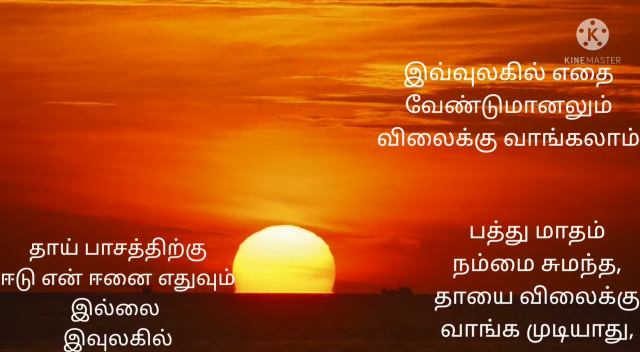 KINEMASTER
இவ்வுலகில் எதை
வேண்டுமானலும்
விலைக்கு வாங்கலாம்
பத்து மாதம்
நம்மை சுமந்த,
தாயை விலைக்கு
வாங்க முடியாது,
தாய் பாசத்திற்கு
ஈடு என் ஈனை எதுவும்
இல்லை
இவுலகில்